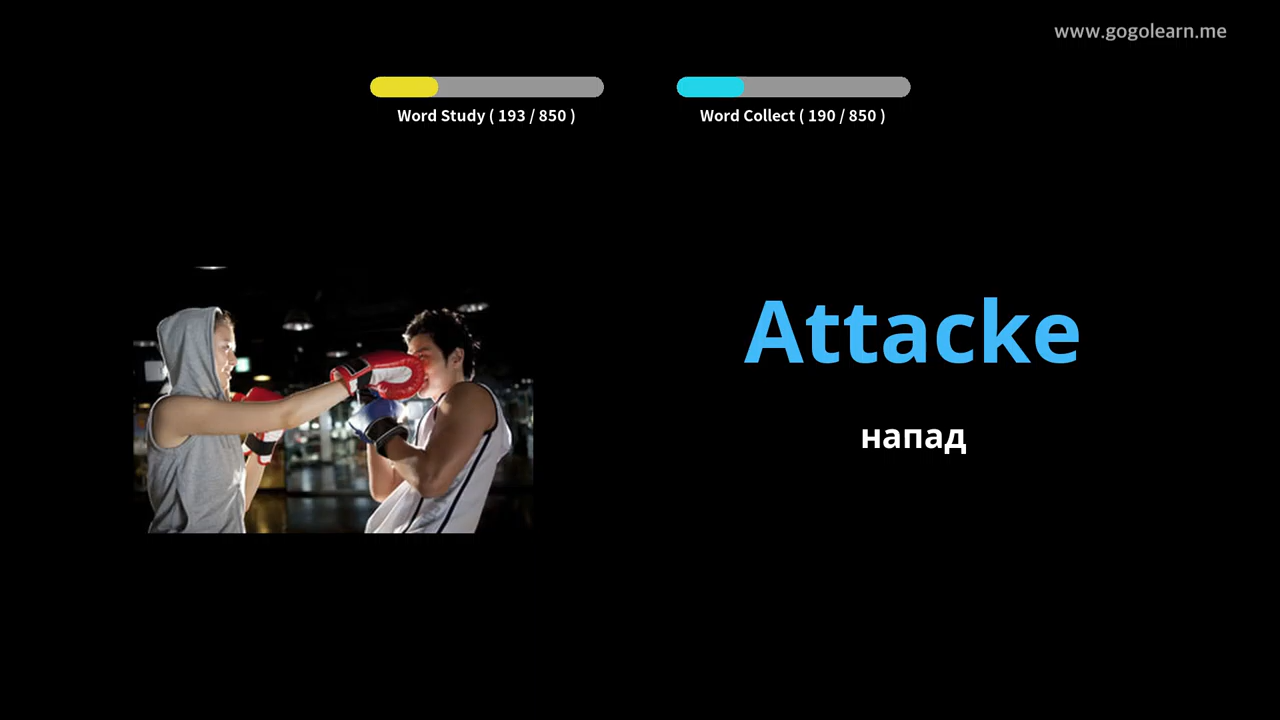 www.gogolearn.me
Word Study ( 193 / 850 )
Word Collect ( 190 / 850 )
Attacke
напад